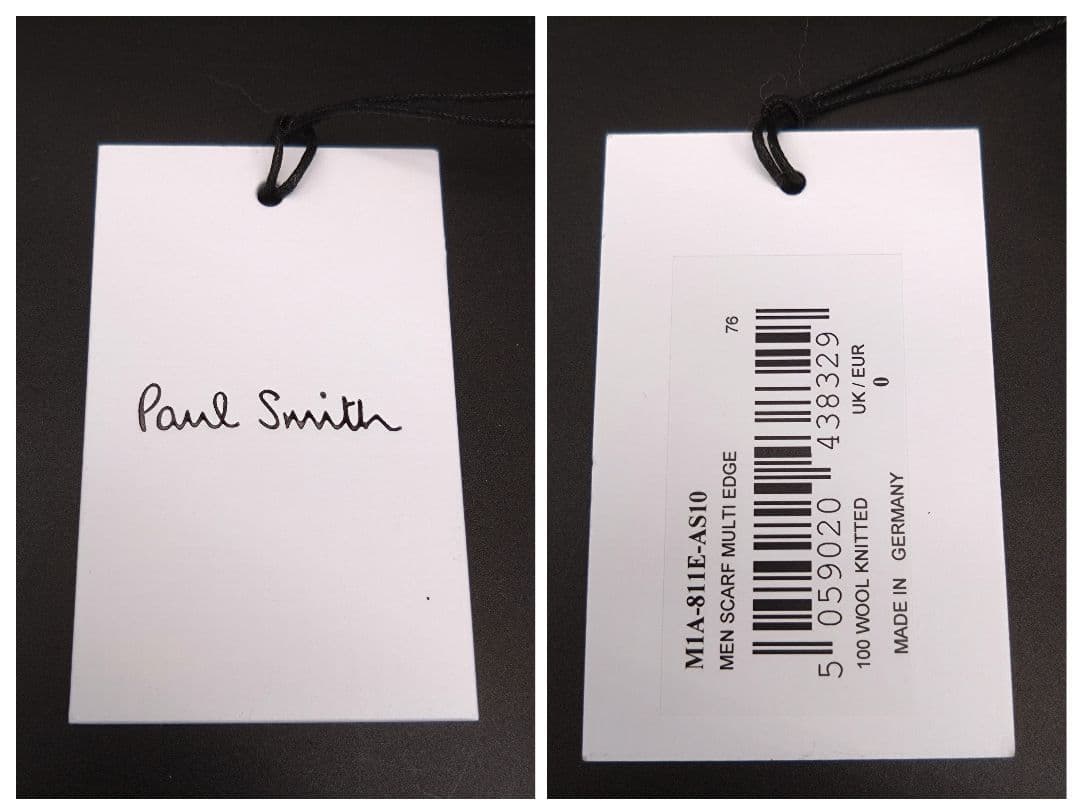 Paul Smith
M1A-811E-AS10
MEN SCARF MULTI EDGE 76
5 059020 438329
100 WOOL KNITTED UK / EUR
0
MADE IN GERMANY